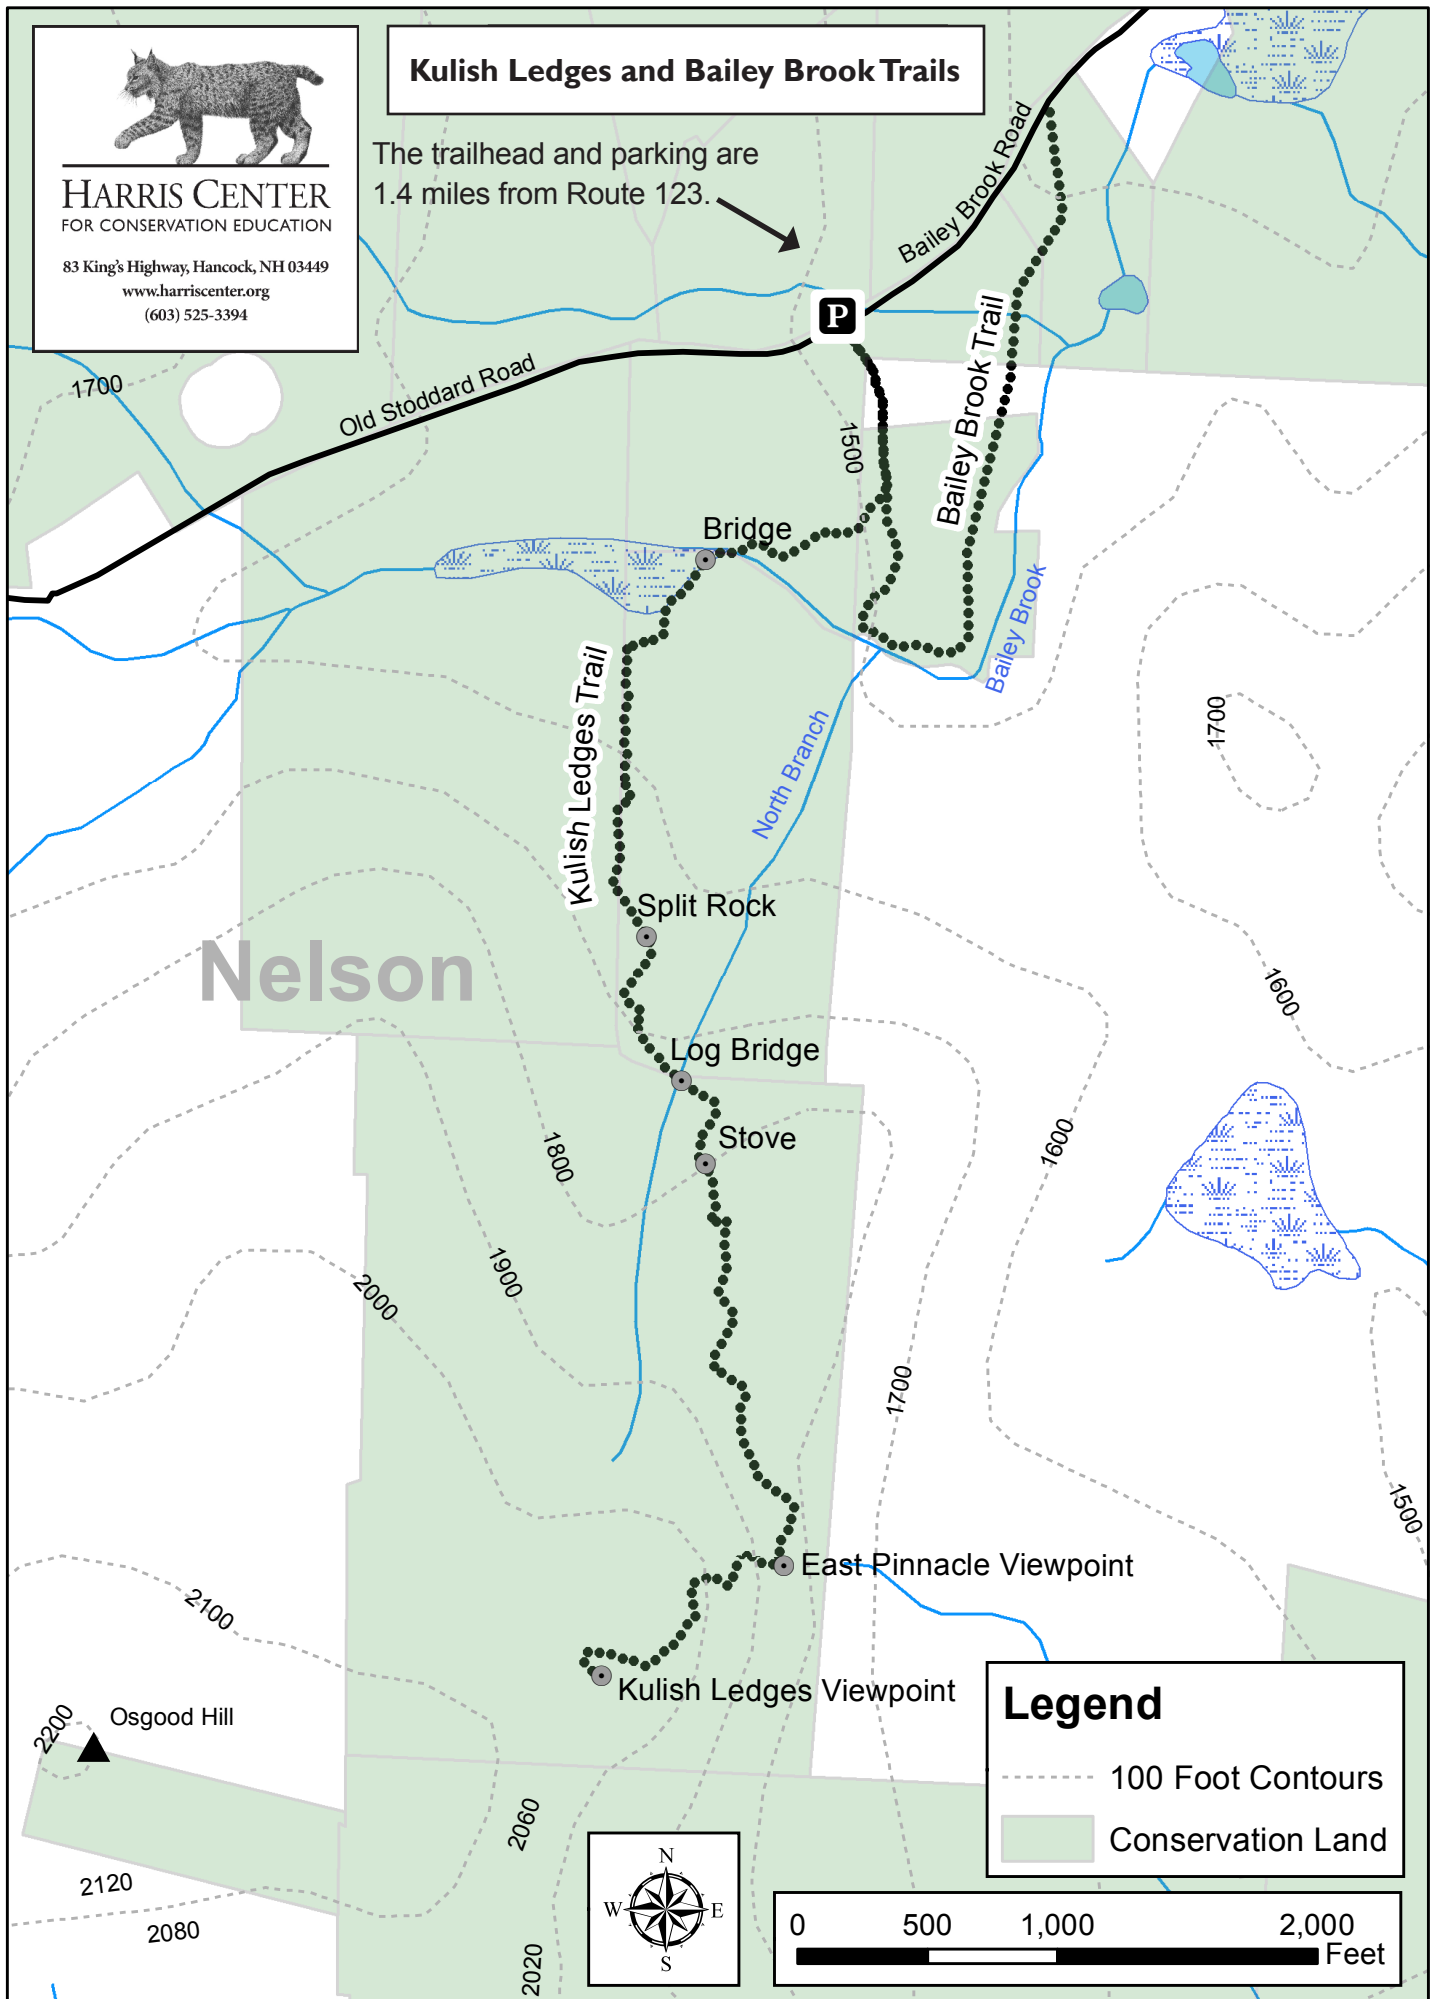 Kulish Ledges and Bailey Brook Trails
HARRIS CENTER
FOR CONSERVATION EDUCATION
83 King's Highway, Hancock, NH 03449
www.harriscenter.org
(603) 525-3394
The trailhead and parking are
1.4 miles from Route 123.
Bailey Brook Road
P
Old Stoddard Road
1700
1500
Bailey Brook Trail
Bridge
Bailey Brook
Kulish Ledges Trail
North Branch
1700
Split Rock
Nelson
1600
Log Bridge
1800
Stove
1600
1900
2000
1700
1500
East Pinnacle Viewpoint
2100
Kulish Ledges Viewpoint
2200
Osgood Hill
2060
2120
2080
2020
N
W
E
S
Legend
100 Foot Contours
Conservation Land
0 500 1,000 2,000
Feet